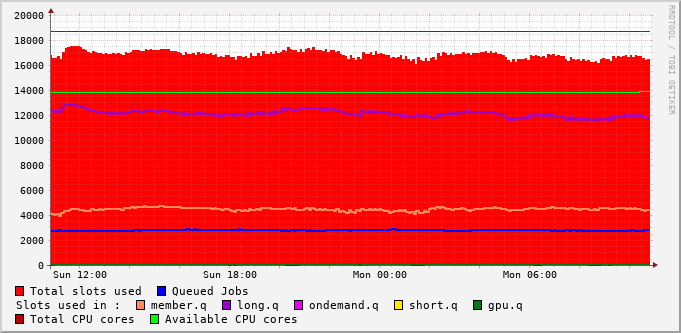 20000
18000
16000
14000
12000
10000
8000
6000
4000
2000
0
Sun 12:00 Sun 18:00 Mon 00:00 Mon 06:00
RRDTOOL / TOBI OETIKER
Total slots used Queued Jobs
Slots used in : member.q long.q ondemand.q short.q gpu.q
Total CPU cores Available CPU cores